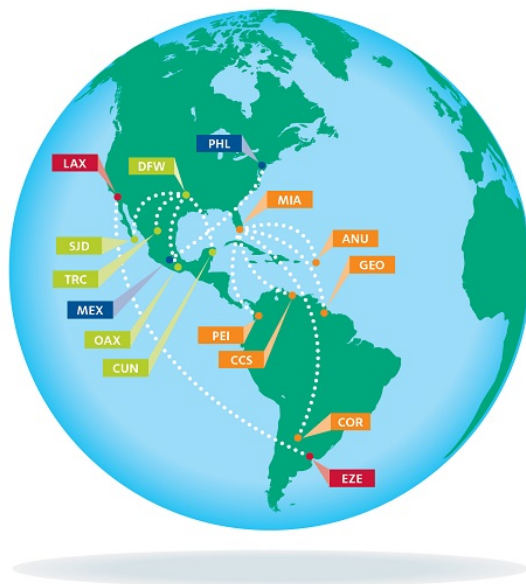 PHL
LAX
DFW
MIA
SJD
ANU
TRC
GEO
MEX
OAX
PEI
CUN
CCS
COR
EZE